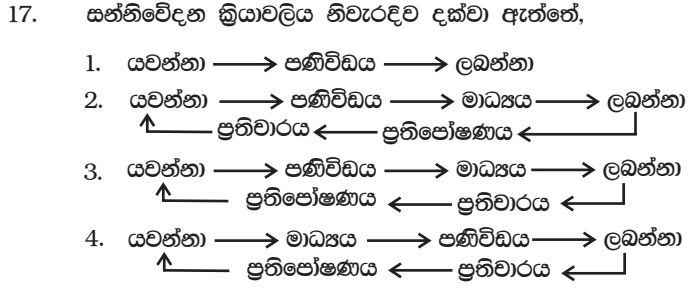 17. සන්නිවේදන ක්‍රියාවලිය නිවැරදිව දක්වා ඇත්තේ,
1. යවන්නා ⟶ පණිවිඩය ⟶ ලබන්නා
2. යවන්නා ⟶ පණිවිඩය ⟶ මාධ්‍යය ⟶ ලබන්නා
ප්‍රතිචාරය ⟵ ප්‍රතිපෝෂණය ⟵
3. යවන්නා ⟶ පණිවිඩය ⟶ මාධ්‍යය ⟶ ලබන්නා
ප්‍රතිපෝෂණය ⟵ ප්‍රතිචාරය ⟵
4. යවන්නා ⟶ මාධ්‍යය ⟶ පණිවිඩය ⟶ ලබන්නා
ප්‍රතිපෝෂණය ⟵ ප්‍රතිචාරය ⟵